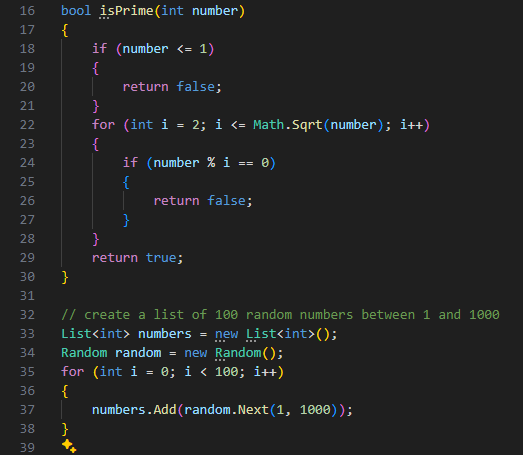 16 bool isPrime(int number)
17 {
18     if (number <= 1)
19     {
20         return false;
21     }
22     for (int i = 2; i <= Math.Sqrt(number); i++)
23     {
24         if (number % i == 0)
25         {
26             return false;
27         }
28     }
29     return true;
30 }
31
32 // create a list of 100 random numbers between 1 and 1000
33 List<int> numbers = new List<int>();
34 Random random = new Random();
35 for (int i = 0; i < 100; i++)
36 {
37     numbers.Add(random.Next(1, 1000));
38 }
39